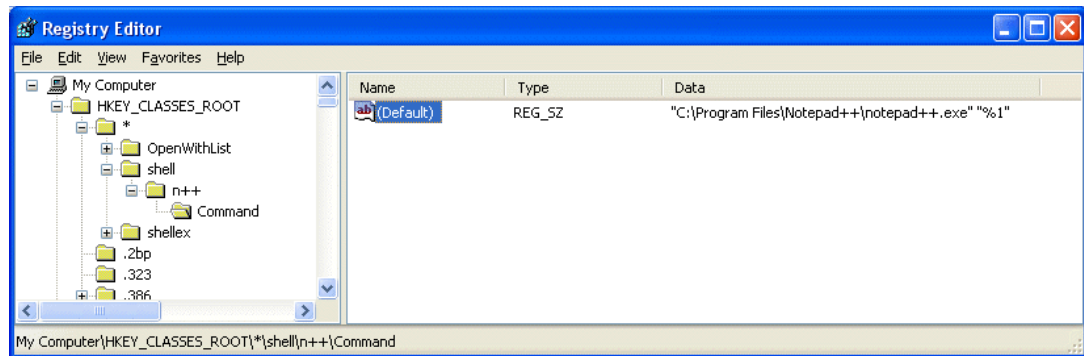 Registry Editor
File Edit View Favorites Help
My Computer
HKEY_CLASSES_ROOT
*
OpenWithList
shell
n++
Command
shellex
.2bp
.323
.386
Name Type Data
ab (Default) REG_SZ "C:\Program Files\Notepad++\notepad++.exe" "%1"
My Computer\HKEY_CLASSES_ROOT\*\shell\n++\Command